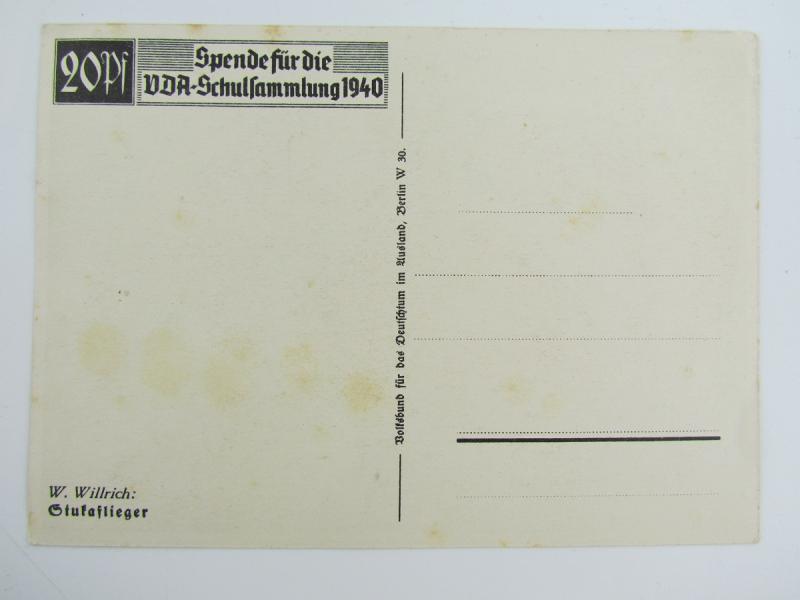 20Pf
Spende für die
VDA-Schulsammlung 1940
Volksbund für das Deutschtum im Ausland, Berlin W 30.
W. Willrich:
Stukaflieger